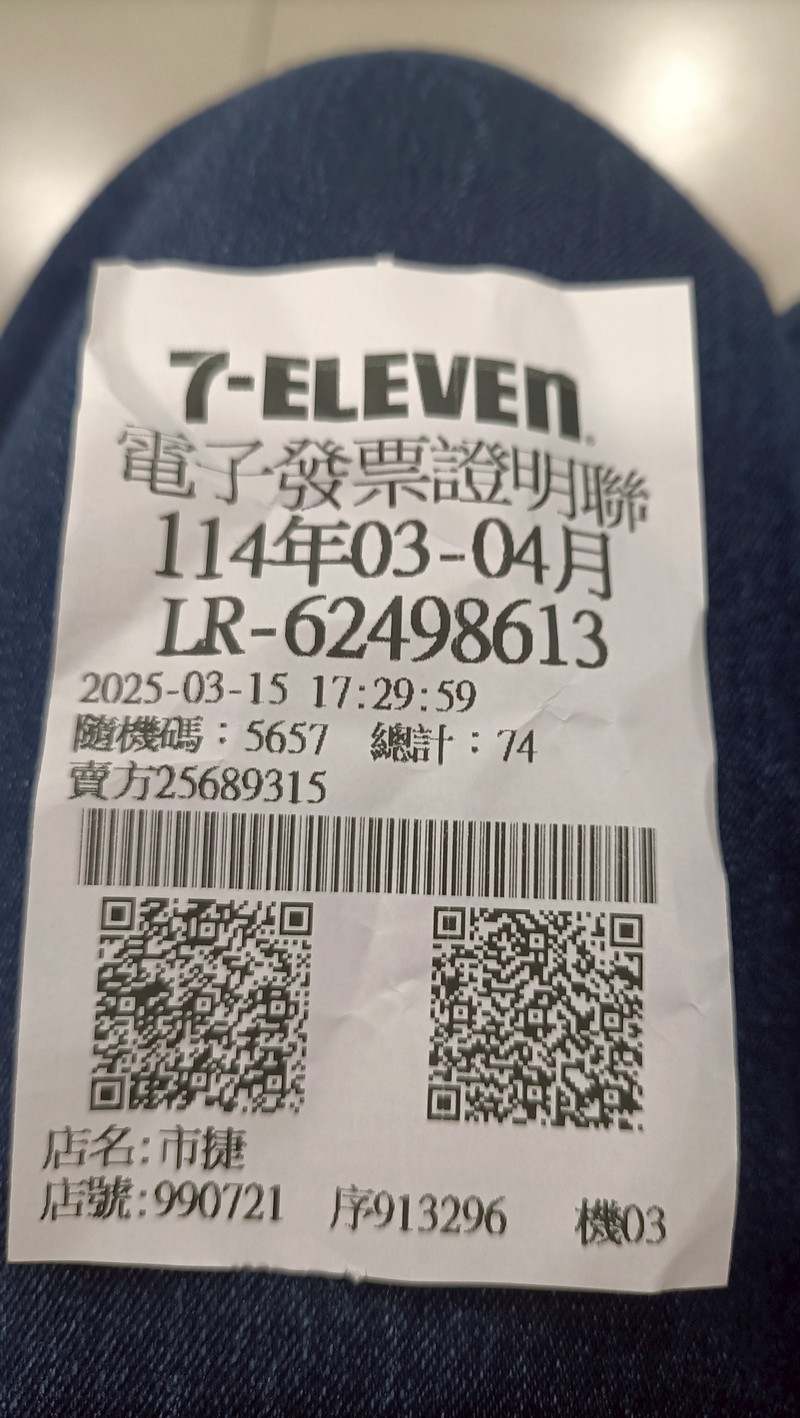 7-ELEVEn
電子發票證明聯
114年03-04月
LR-62498613
2025-03-15 17:29:59
隨機碼：5657 總計：74
賣方25689315
店名:市捷
店號:990721 序913296 機03